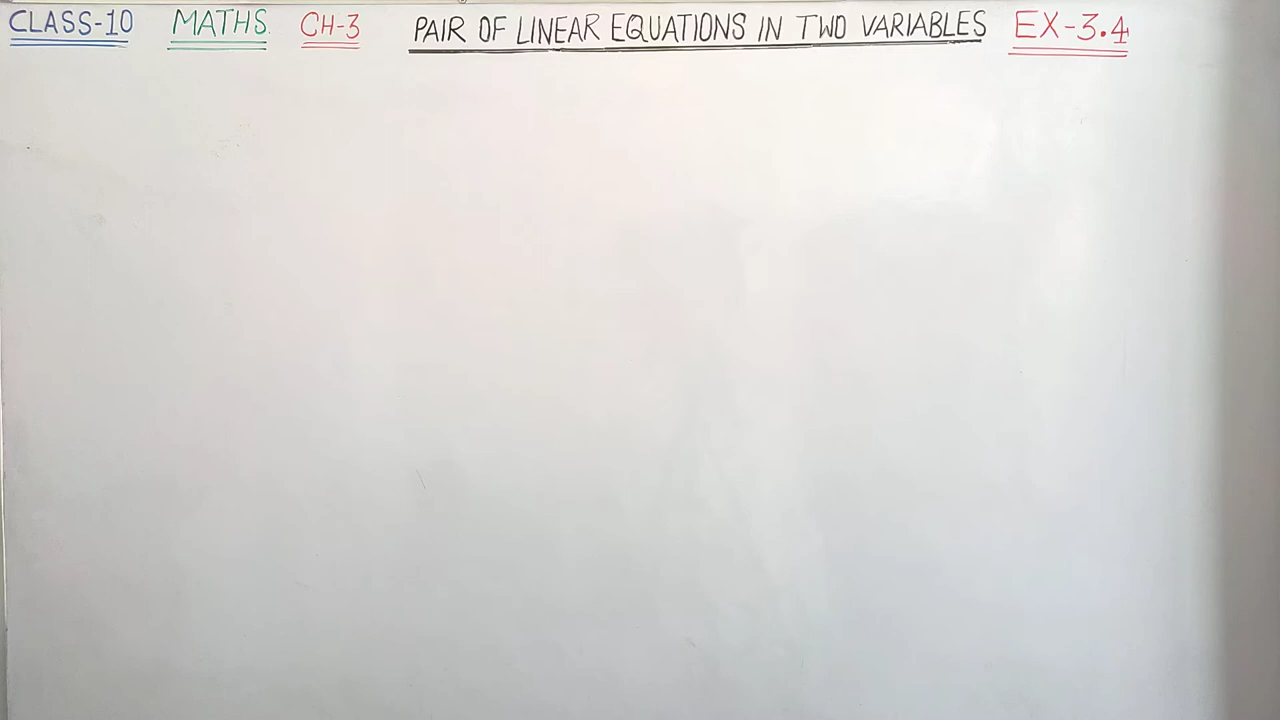 CLASS-10 MATHS. CH-3 PAIR OF LINEAR EQUATIONS IN TWO VARIABLES EX-3.4